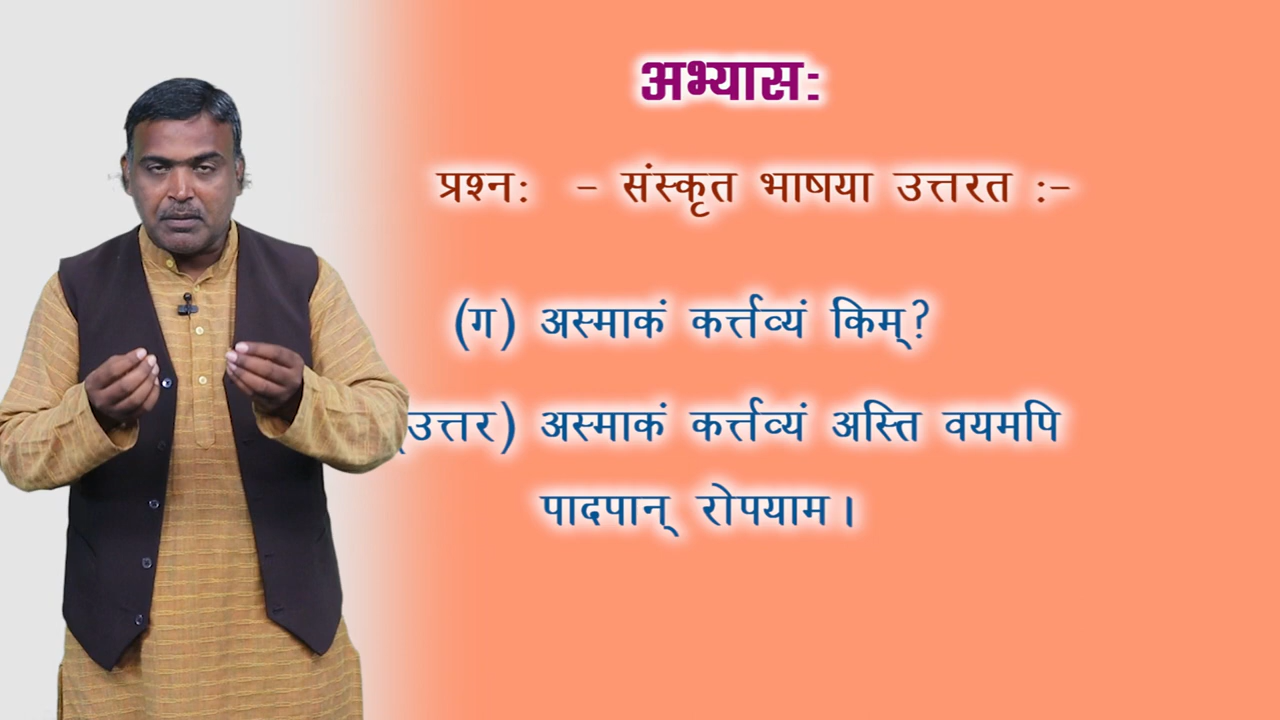 अभ्यास:
प्रश्न: - संस्कृत भाषया उत्तरत :-
(ग) अस्माकं कर्त्तव्यं किम्?
(उत्तर) अस्माकं कर्त्तव्यं अस्ति वयमपि
पादपान् रोपयाम।